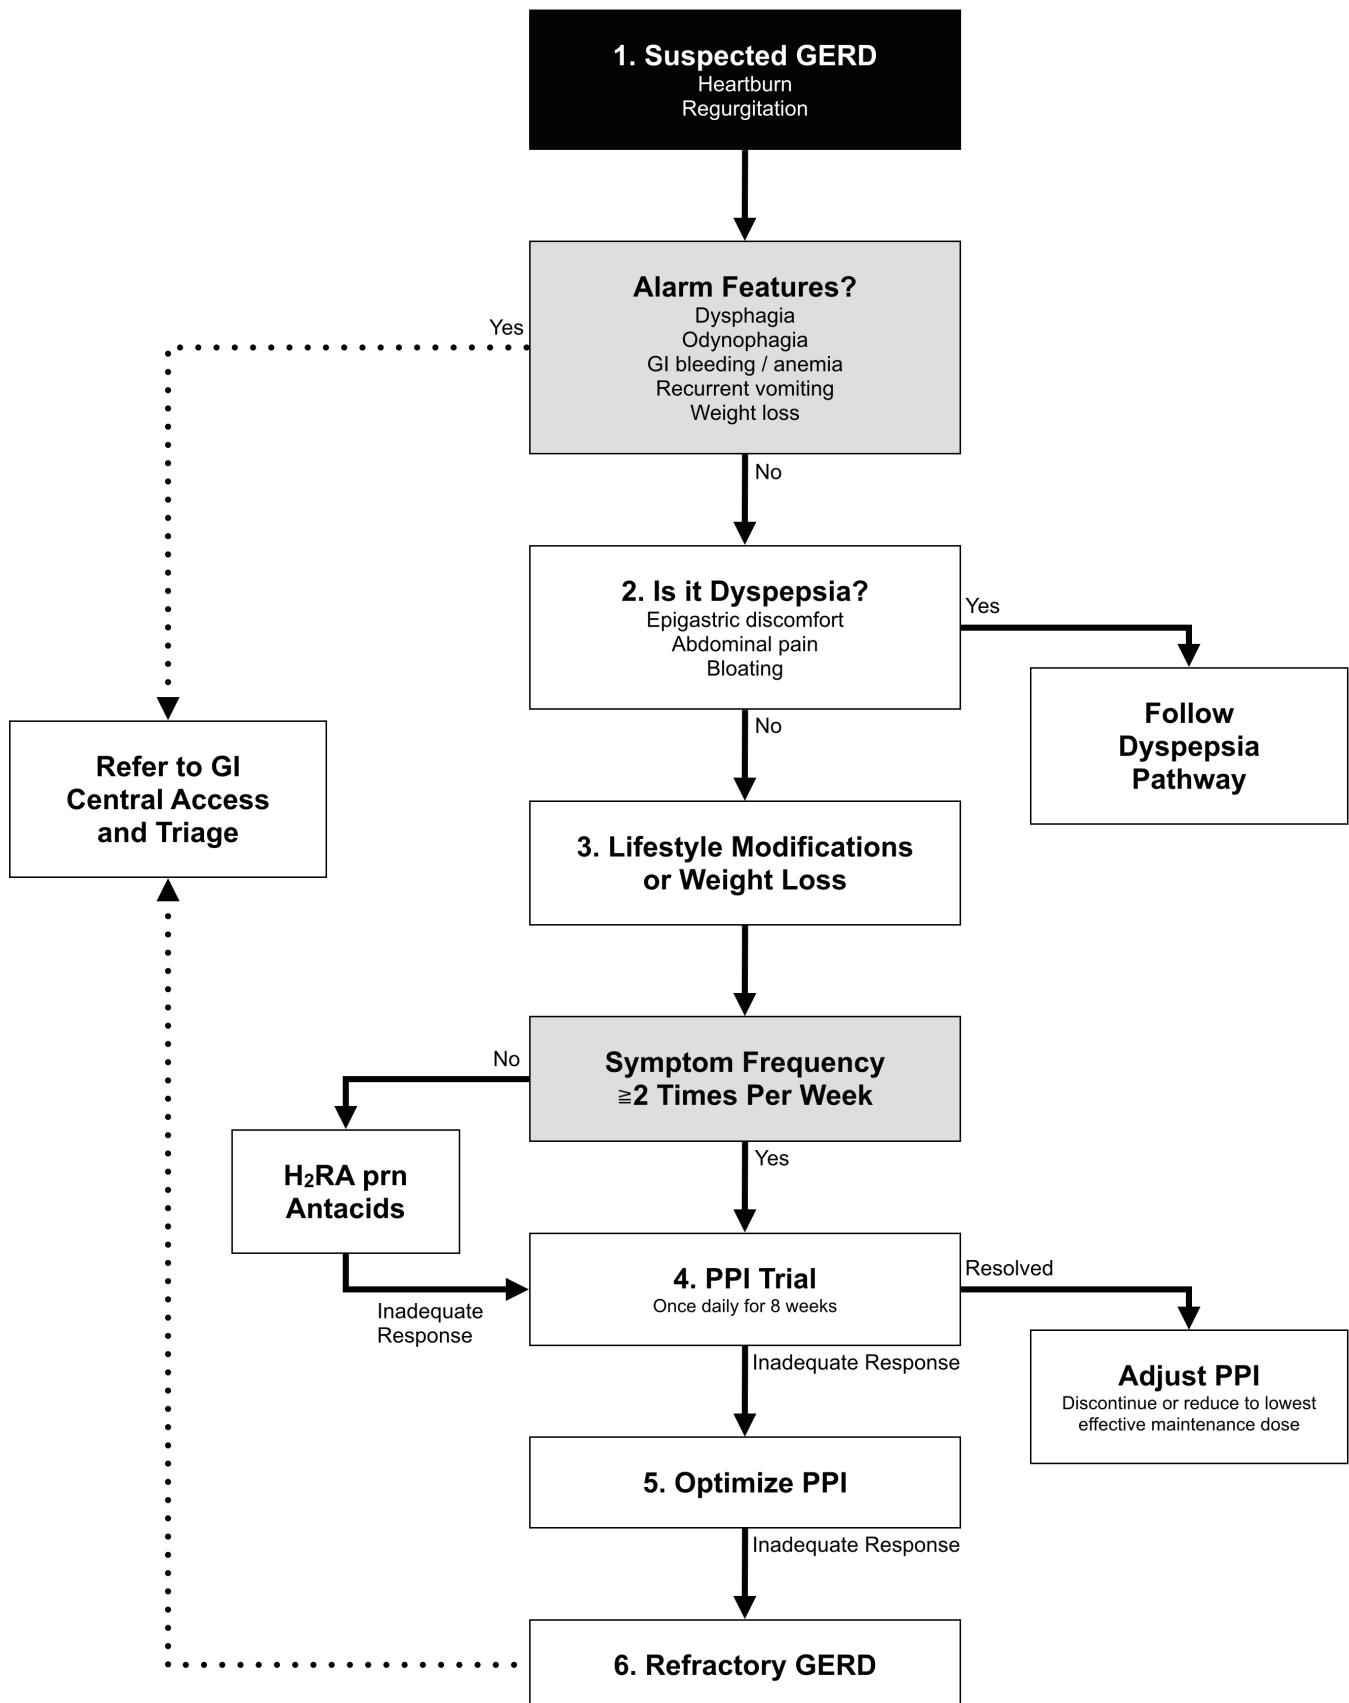 1. Suspected GERD
Heartburn
Regurgitation
Alarm Features?
Dysphagia
Odynophagia
GI bleeding / anemia
Recurrent vomiting
Weight loss
Yes
No
2. Is it Dyspepsia?
Epigastric discomfort
Abdominal pain
Bloating
Yes
Follow
Dyspepsia
Pathway
No
Refer to GI
Central Access
and Triage
3. Lifestyle Modifications
or Weight Loss
Symptom Frequency
≧2 Times Per Week
No
H₂RA prn
Antacids
Yes
Inadequate
Response
4. PPI Trial
Once daily for 8 weeks
Resolved
Adjust PPI
Discontinue or reduce to lowest
effective maintenance dose
Inadequate Response
5. Optimize PPI
Inadequate Response
6. Refractory GERD